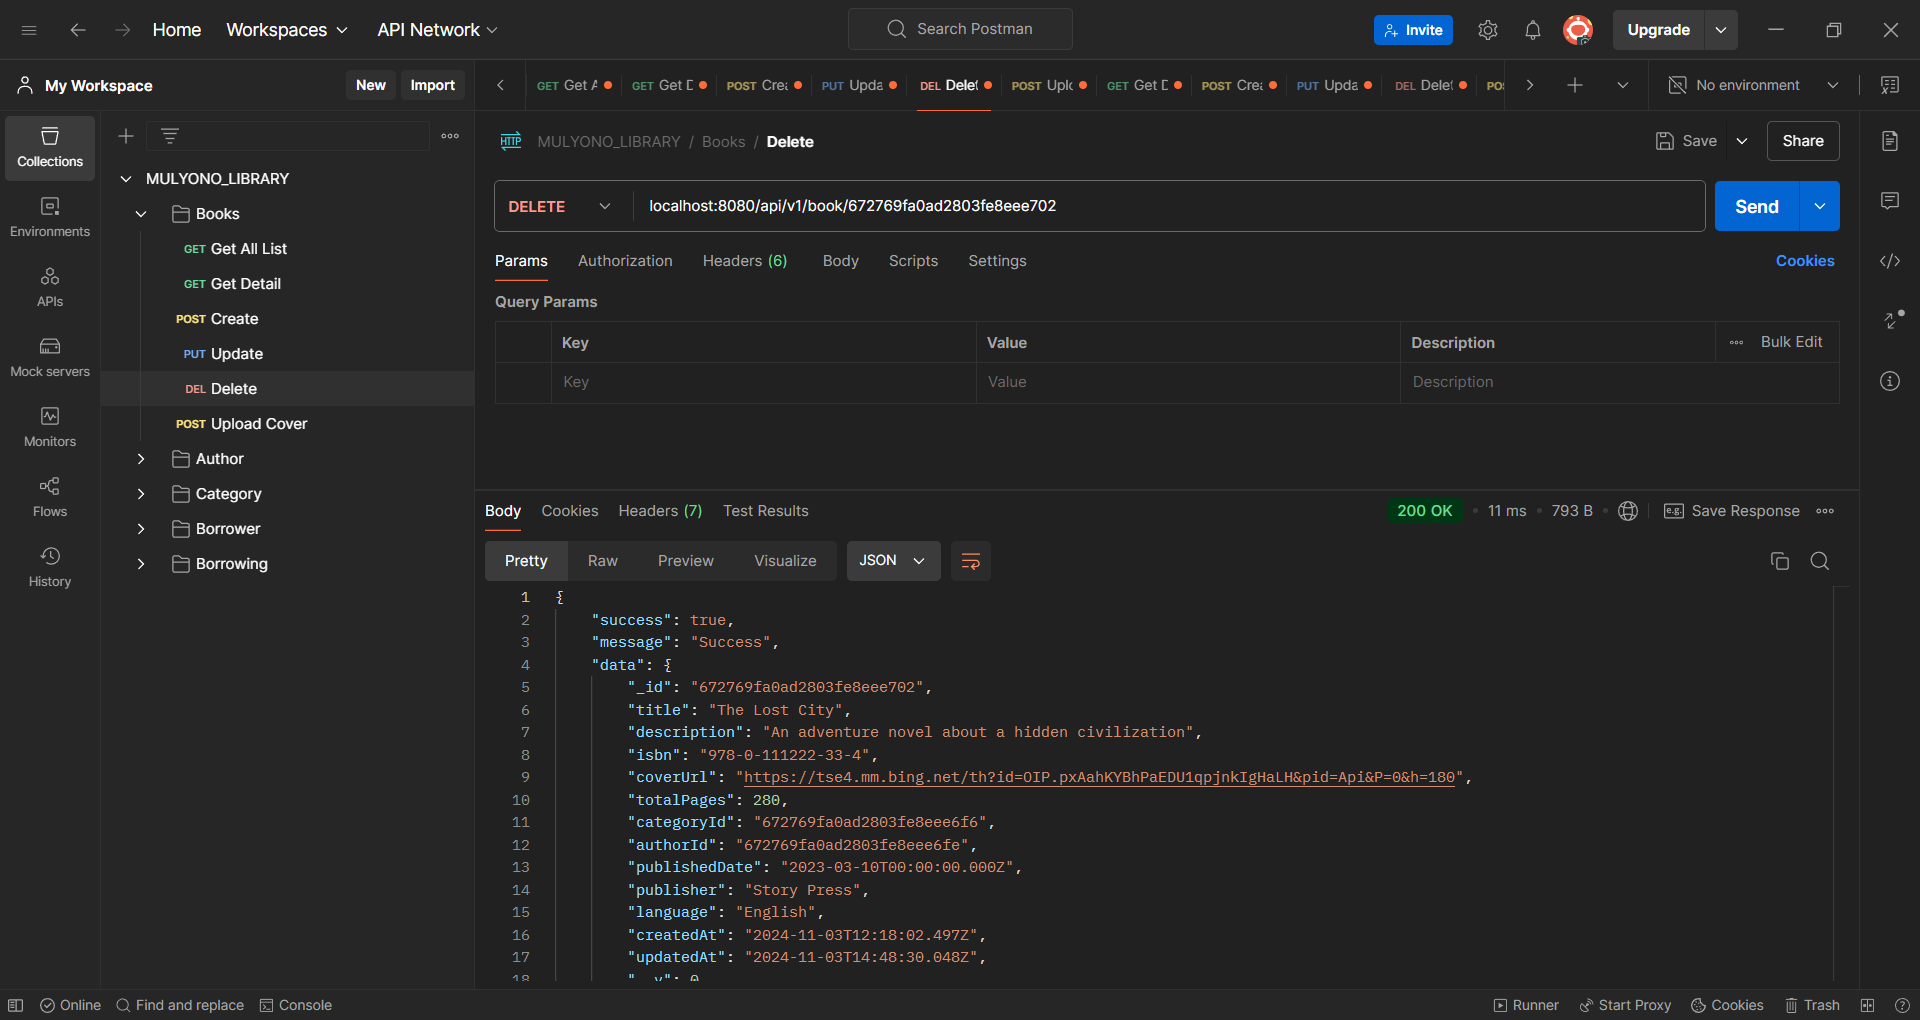 Home Workspaces API Network Search Postman Invite Upgrade
My Workspace New Import
GET Get A GET Get D POST Crea PUT Upda DEL Delet POST Uplo GET Get D POST Crea PUT Upda DEL Delet PO No environment
Collections
Environments
APIs
Mock servers
Monitors
Flows
History
MULYONO_LIBRARY
Books
GET Get All List
GET Get Detail
POST Create
PUT Update
DEL Delete
POST Upload Cover
Author
Category
Borrower
Borrowing
HTTP MULYONO_LIBRARY / Books / Delete Save Share
DELETE localhost:8080/api/v1/book/672769fa0ad2803fe8eee702 Send
Params Authorization Headers (6) Body Scripts Settings Cookies
Query Params
Key Value Description Bulk Edit
Key Value Description
Body Cookies Headers (7) Test Results 200 OK • 11 ms • 793 B • e.g. Save Response
Pretty Raw Preview Visualize JSON
1 {
2 "success": true,
3 "message": "Success",
4 "data": {
5 "_id": "672769fa0ad2803fe8eee702",
6 "title": "The Lost City",
7 "description": "An adventure novel about a hidden civilization",
8 "isbn": "978-0-111222-33-4",
9 "coverUrl": "https://tse4.mm.bing.net/th?id=OIP.pxAahKYBhPaEDU1qpjnkIgHaLH&pid=Api&P=0&h=180",
10 "totalPages": 280,
11 "categoryId": "672769fa0ad2803fe8eee6f6",
12 "authorId": "672769fa0ad2803fe8eee6fe",
13 "publishedDate": "2023-03-10T00:00:00.000Z",
14 "publisher": "Story Press",
15 "language": "English",
16 "createdAt": "2024-11-03T12:18:02.497Z",
17 "updatedAt": "2024-11-03T14:48:30.048Z",
18 "__v": 0
Online Find and replace Console Runner Start Proxy Cookies Trash